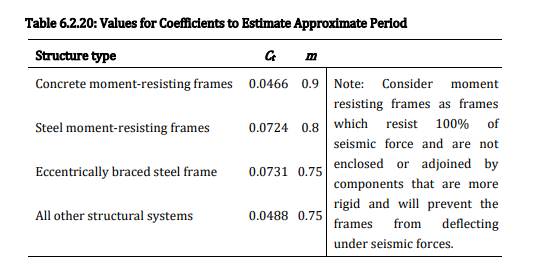 Table 6.2.20: Values for Coefficients to Estimate Approximate Period
Structure type Ct m
Concrete moment-resisting frames 0.0466 0.9
Steel moment-resisting frames 0.0724 0.8
Eccentrically braced steel frame 0.0731 0.75
All other structural systems 0.0488 0.75
Note: Consider moment
resisting frames as frames
which resist 100% of
seismic force and are not
enclosed or adjoined by
components that are more
rigid and will prevent the
frames from deflecting
under seismic forces.